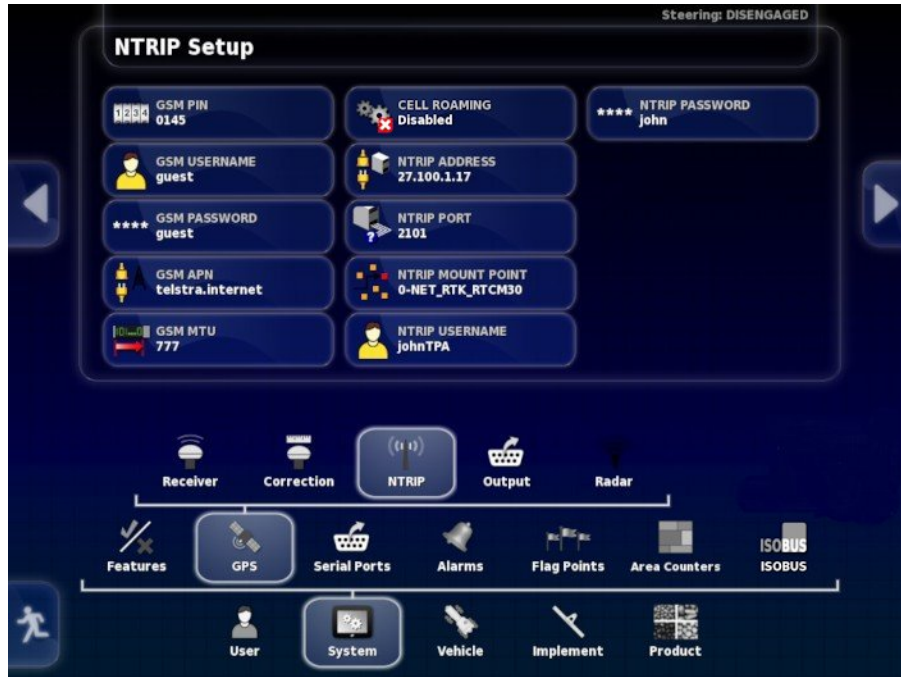 Steering: DISENGAGED
NTRIP Setup
1234
GSM PIN
0145
GSM USERNAME
guest
****
GSM PASSWORD
guest
GSM APN
telstra.internet
GSM MTU
777
CELL ROAMING
Disabled
NTRIP ADDRESS
27.100.1.17
?
NTRIP PORT
2101
NTRIP MOUNT POINT
0-NET_RTK_RTCM30
NTRIP USERNAME
johnTPA
****
NTRIP PASSWORD
john
Receiver
Correction
NTRIP
Output
Radar
Features
GPS
Serial Ports
Alarms
Flag Points
Area Counters
ISOBUS
ISOBUS
User
System
Vehicle
Implement
Product